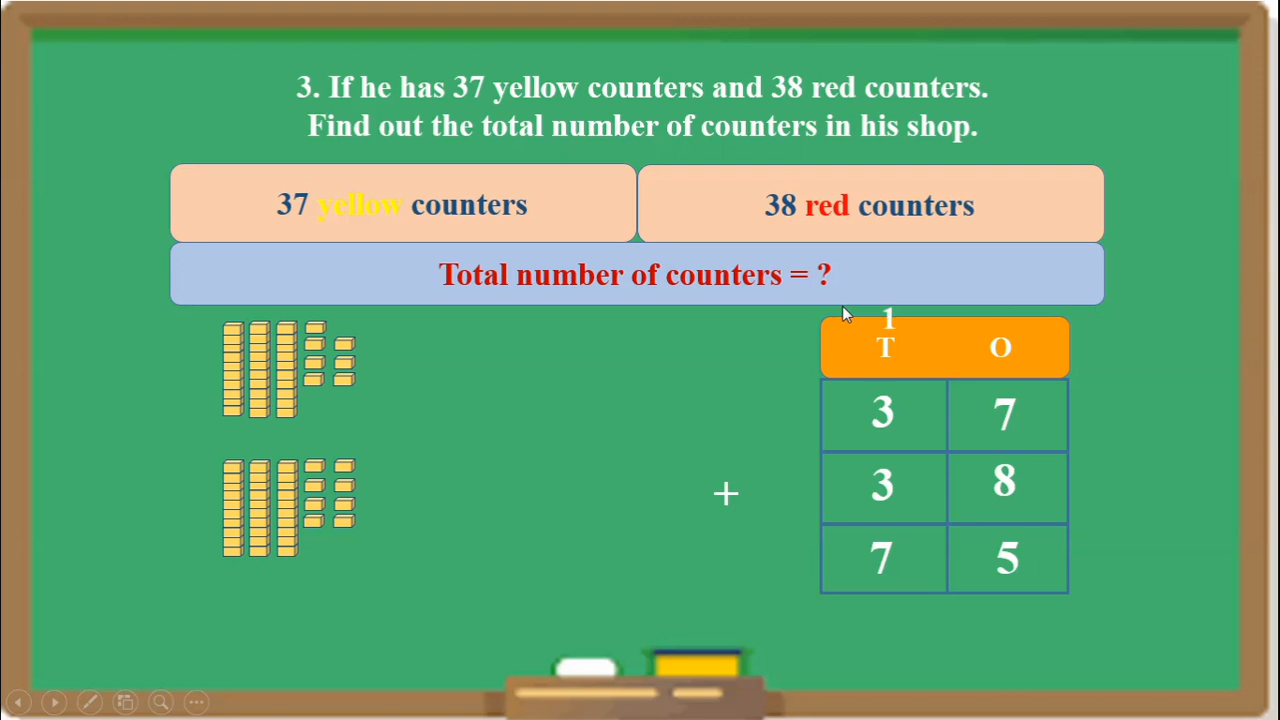 3. If he has 37 yellow counters and 38 red counters.
Find out the total number of counters in his shop.
37 yellow counters
38 red counters
Total number of counters = ?
1
T O
3 7
+ 3 8
7 5